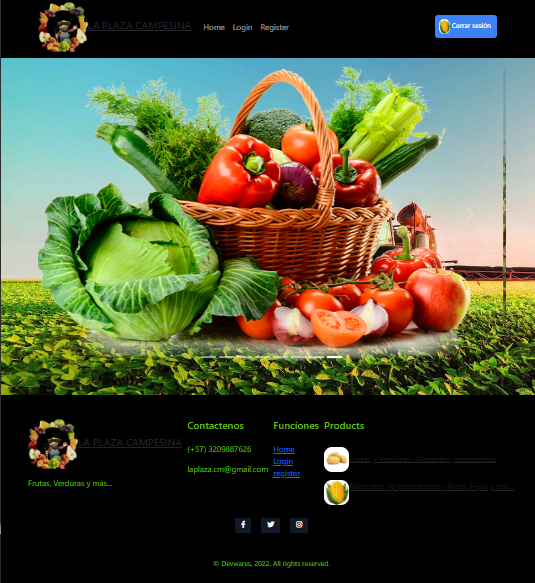 LA PLAZA CAMPESINA
Home Login Register
Cerrar sesión
LA PLAZA CAMPESINA
Frutas, Verduras y más...
Contactenos
(+57) 3209887626
laplaza.cm@gmail.com
Funciones
Home
Login
register
Products
Frutas y Verduras- Alimentos perecederos
Alimentos no perecederos- Arroz, Frijol y más...
© Devwares, 2022. All rights reserved.